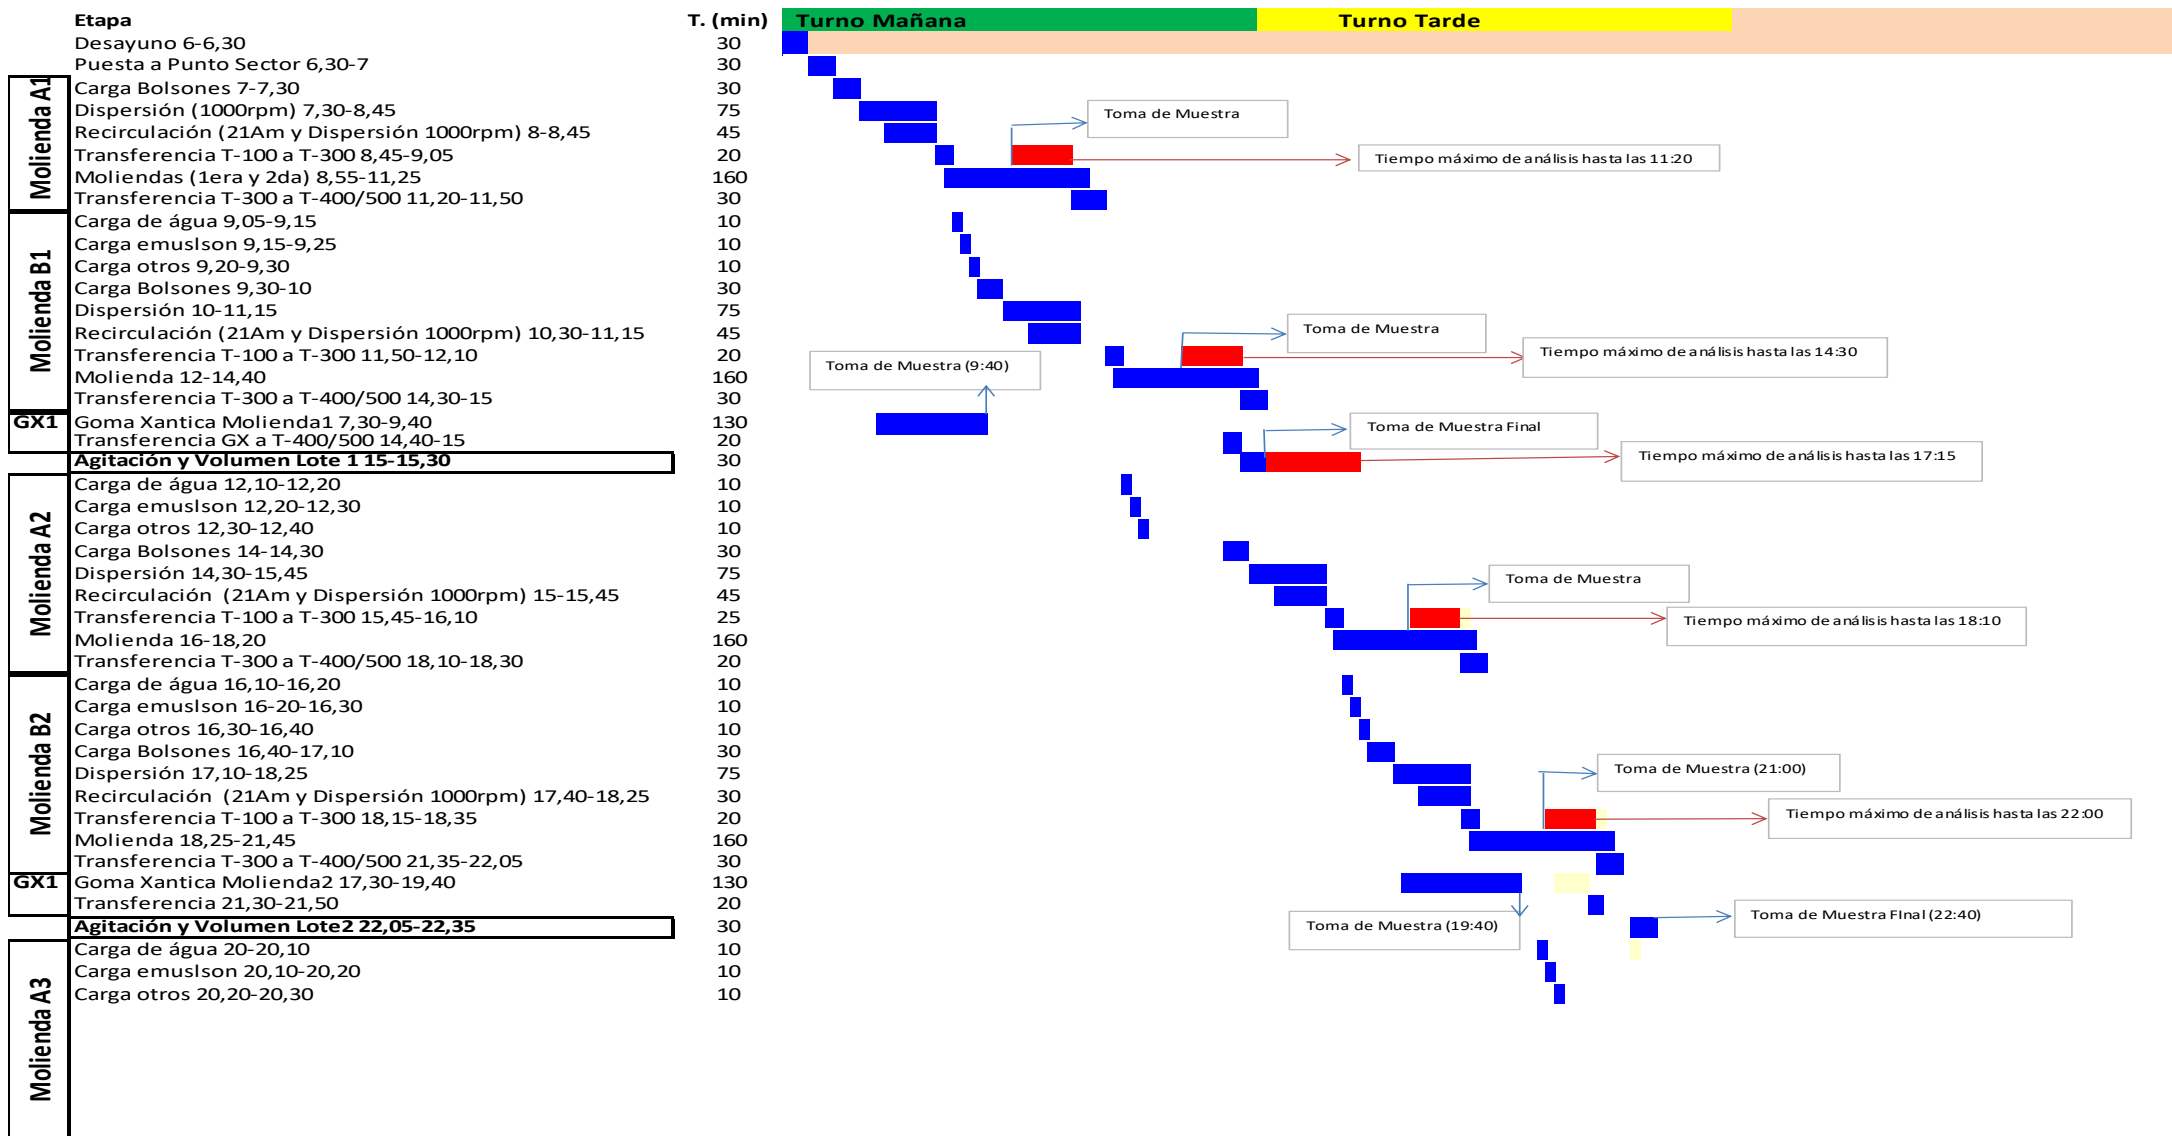 Etapa T. (min) Turno Mañana Turno Tarde
Desayuno 6-6,30 30
Puesta a Punto Sector 6,30-7 30
Molienda A1
Carga Bolsones 7-7,30 30
Dispersión (1000rpm) 7,30-8,45 75
Toma de Muestra
Recirculación (21Am y Dispersión 1000rpm) 8-8,45 45
Transferencia T-100 a T-300 8,45-9,05 20
Tiempo máximo de análisis hasta las 11:20
Moliendas (1era y 2da) 8,55-11,25 160
Transferencia T-300 a T-400/500 11,20-11,50 30
Molienda B1
Carga de água 9,05-9,15 10
Carga emuslson 9,15-9,25 10
Carga otros 9,20-9,30 10
Carga Bolsones 9,30-10 30
Dispersión 10-11,15 75
Recirculación (21Am y Dispersión 1000rpm) 10,30-11,15 45
Toma de Muestra
Transferencia T-100 a T-300 11,50-12,10 20
Tiempo máximo de análisis hasta las 14:30
Toma de Muestra (9:40)
Molienda 12-14,40 160
Transferencia T-300 a T-400/500 14,30-15 30
GX1
Goma Xantica Molienda1 7,30-9,40 130
Toma de Muestra Final
Transferencia GX a T-400/500 14,40-15 20
Agitación y Volumen Lote 1 15-15,30 30
Tiempo máximo de análisis hasta las 17:15
Molienda A2
Carga de água 12,10-12,20 10
Carga emuslson 12,20-12,30 10
Carga otros 12,30-12,40 10
Carga Bolsones 14-14,30 30
Dispersión 14,30-15,45 75
Toma de Muestra
Recirculación (21Am y Dispersión 1000rpm) 15-15,45 45
Transferencia T-100 a T-300 15,45-16,10 25
Tiempo máximo de análisis hasta las 18:10
Molienda 16-18,20 160
Transferencia T-300 a T-400/500 18,10-18,30 20
Molienda B2
Carga de água 16,10-16,20 10
Carga emuslson 16-20-16,30 10
Carga otros 16,30-16,40 10
Carga Bolsones 16,40-17,10 30
Dispersión 17,10-18,25 75
Toma de Muestra (21:00)
Recirculación (21Am y Dispersión 1000rpm) 17,40-18,25 30
Transferencia T-100 a T-300 18,15-18,35 20
Tiempo máximo de análisis hasta las 22:00
Molienda 18,25-21,45 160
Transferencia T-300 a T-400/500 21,35-22,05 30
GX1
Goma Xantica Molienda2 17,30-19,40 130
Transferencia 21,30-21,50 20
Toma de Muestra FInal (22:40)
Agitación y Volumen Lote2 22,05-22,35 30
Toma de Muestra (19:40)
Molienda A3
Carga de água 20-20,10 10
Carga emuslson 20,10-20,20 10
Carga otros 20,20-20,30 10